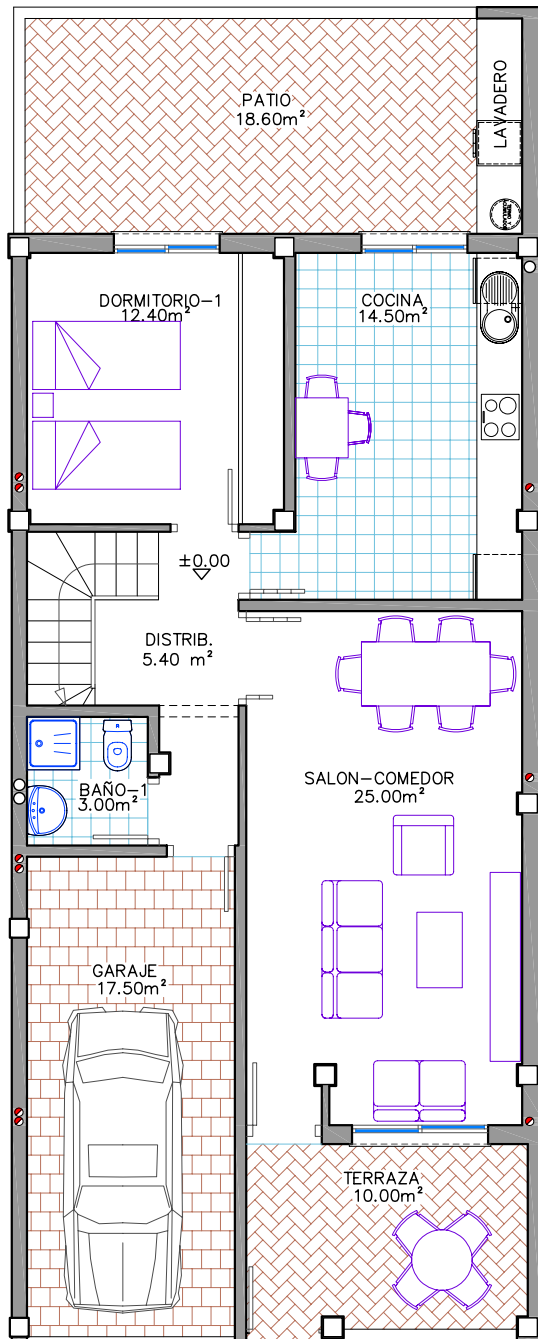 PATIO
18.60m²
LAVADERO
DORMITORIO-1
12.40m²
COCINA
14.50m²
±0.00
DISTRIB.
5.40 m²
BAÑO-1
3.00m²
SALON-COMEDOR
25.00m²
GARAJE
17.50m²
TERRAZA
10.00m²